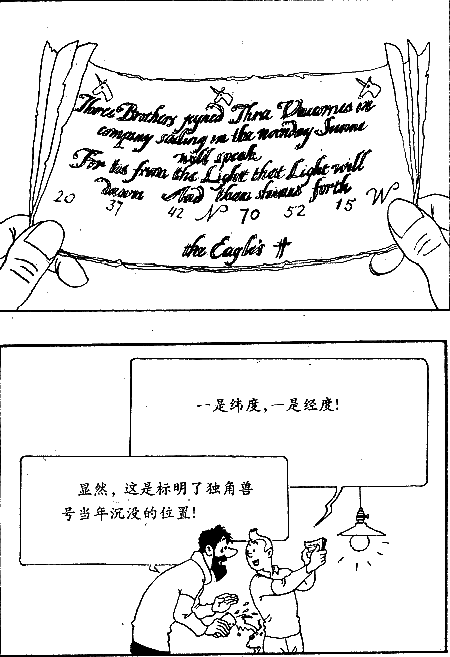 Three Brothers joyned Three Unicornes in
company sailing in the noonday Sunne
will speak
For tis from the Light that Light will
dawn And then shines forth
20 37 42 N 70 52 15 W
the Eagles ‡
一是纬度,一是经度!
显然,这是标明了独角兽
号当年沉没的位置!